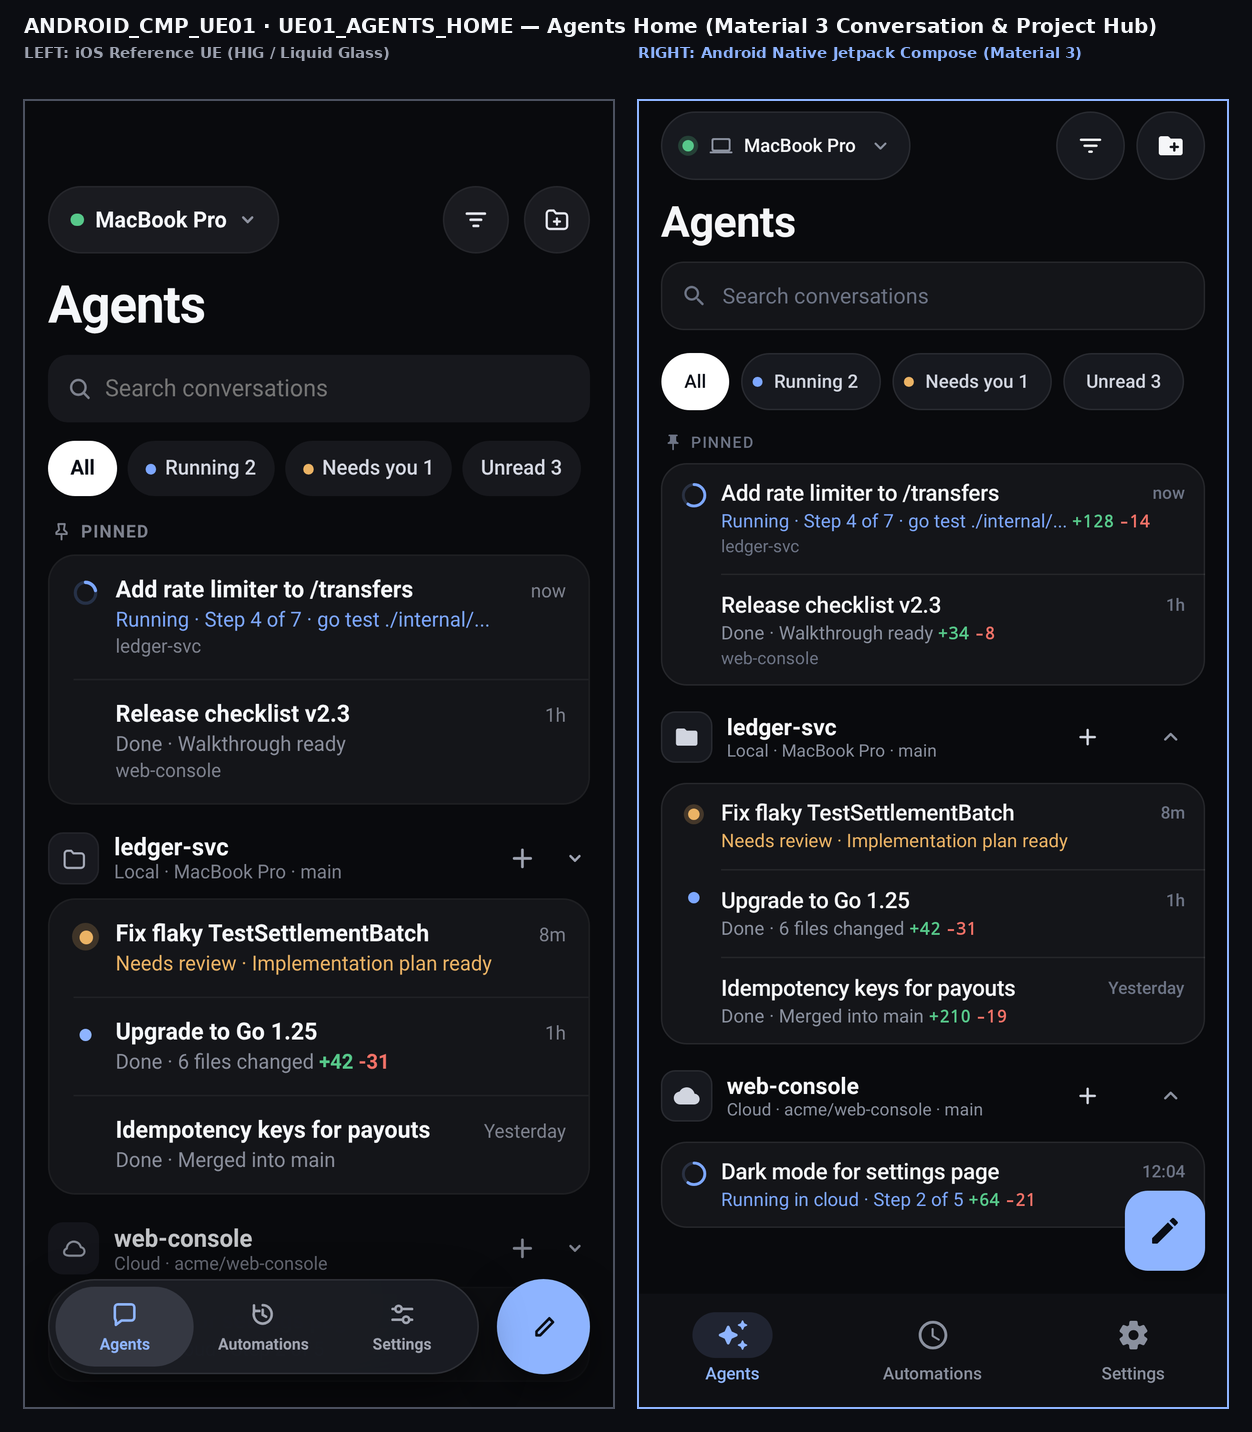 ANDROID_CMP_UE01 · UE01_AGENTS_HOME — Agents Home (Material 3 Conversation & Project Hub)
LEFT: iOS Reference UE (HIG / Liquid Glass)
RIGHT: Android Native Jetpack Compose (Material 3)
MacBook Pro
Agents
Search conversations
All
Running 2
Needs you 1
Unread 3
PINNED
Add rate limiter to /transfers
now
Running · Step 4 of 7 · go test ./internal/...
ledger-svc
Release checklist v2.3
1h
Done · Walkthrough ready
web-console
ledger-svc
Local · MacBook Pro · main
Fix flaky TestSettlementBatch
8m
Needs review · Implementation plan ready
Upgrade to Go 1.25
1h
Done · 6 files changed +42 -31
Idempotency keys for payouts
Yesterday
Done · Merged into main
web-console
Cloud · acme/web-console
Agents
Automations
Settings
MacBook Pro
Agents
Search conversations
All
Running 2
Needs you 1
Unread 3
PINNED
Add rate limiter to /transfers
now
Running · Step 4 of 7 · go test ./internal/... +128 -14
ledger-svc
Release checklist v2.3
1h
Done · Walkthrough ready +34 -8
web-console
ledger-svc
Local · MacBook Pro · main
Fix flaky TestSettlementBatch
8m
Needs review · Implementation plan ready
Upgrade to Go 1.25
1h
Done · 6 files changed +42 -31
Idempotency keys for payouts
Yesterday
Done · Merged into main +210 -19
web-console
Cloud · acme/web-console · main
Dark mode for settings page
12:04
Running in cloud · Step 2 of 5 +64 -21
Agents
Automations
Settings